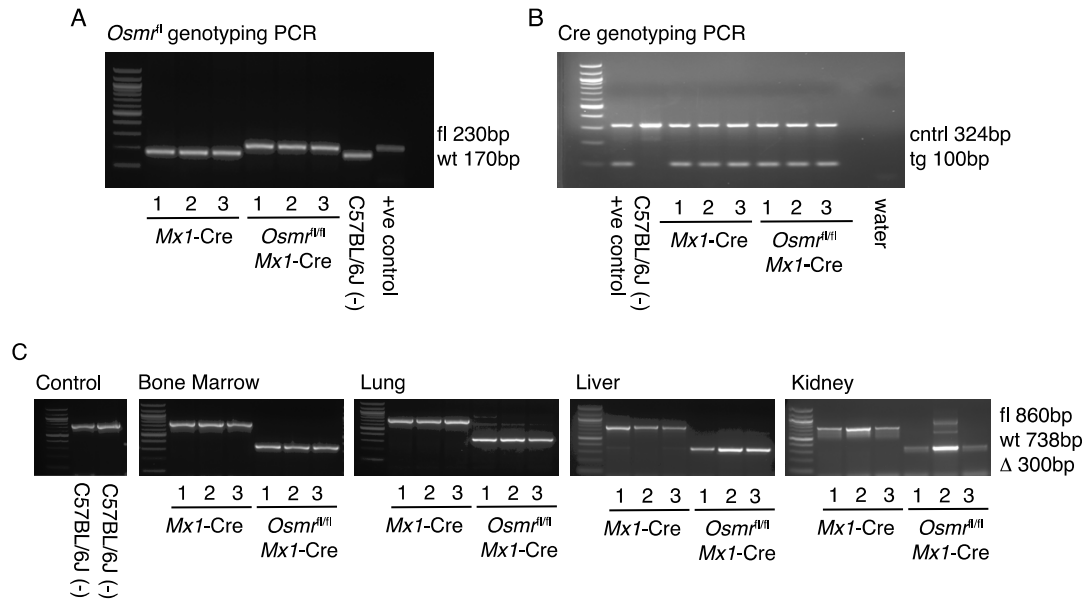 A
Osmrfl genotyping PCR
fl 230bp
wt 170bp
1 2 3 1 2 3
Mx1-Cre
Osmrfl/fl
Mx1-Cre
C57BL/6J (-)
+ve control
B
Cre genotyping PCR
cntrl 324bp
tg 100bp
+ve control
C57BL/6J (-)
1 2 3 1 2 3
Mx1-Cre
Osmrfl/fl
Mx1-Cre
water
C
Control
C57BL/6J (-)
C57BL/6J (-)
Bone Marrow
1 2 3 1 2 3
Mx1-Cre
Osmrfl/fl
Mx1-Cre
Lung
1 2 3 1 2 3
Mx1-Cre
Osmrfl/fl
Mx1-Cre
Liver
1 2 3 1 2 3
Mx1-Cre
Osmrfl/fl
Mx1-Cre
Kidney
1 2 3 1 2 3
Mx1-Cre
Osmrfl/fl
Mx1-Cre
fl 860bp
wt 738bp
Δ 300bp